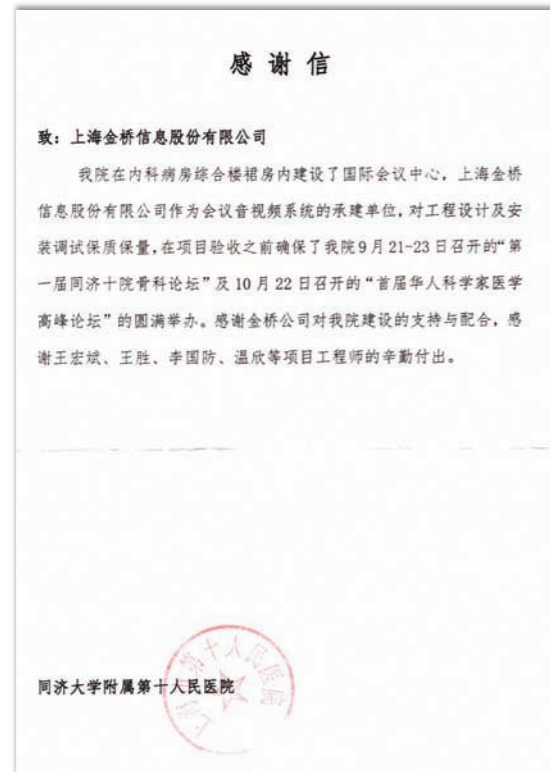 感谢信
致：上海金桥信息股份有限公司
我院在内科病房综合楼裙房内建设了国际会议中心，上海金桥
信息股份有限公司作为会议音视频系统的承建单位，对工程设计及安
装调试保质保量，在项目验收之前确保了我院9月21-23日召开的“第
一届同济十院骨科论坛”及10月22日召开的“首届华人科学家医学
高峰论坛”的圆满举办。感谢金桥公司对我院建设的支持与配合，感
谢王宏斌、王胜、李国防、温欣等项目工程师的辛勤付出。
同济大学附属第十人民医院
上海市第十人民医院